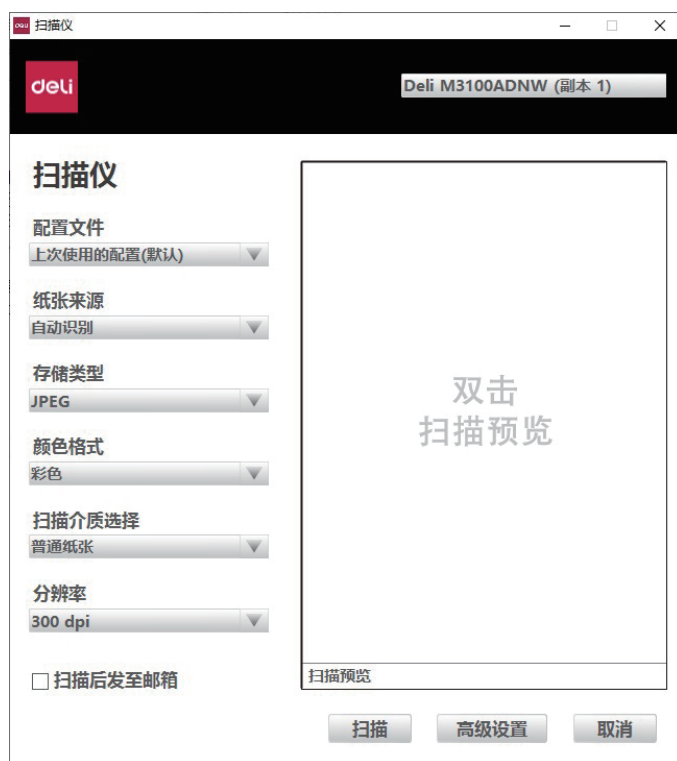 deli 扫描仪
deli
Deli M3100ADNW (副本 1)
扫描仪
配置文件
上次使用的配置(默认)
纸张来源
自动识别
存储类型
JPEG
颜色格式
彩色
扫描介质选择
普通纸张
分辨率
300 dpi
扫描后发至邮箱
双击
扫描预览
扫描预览
扫描 高级设置 取消